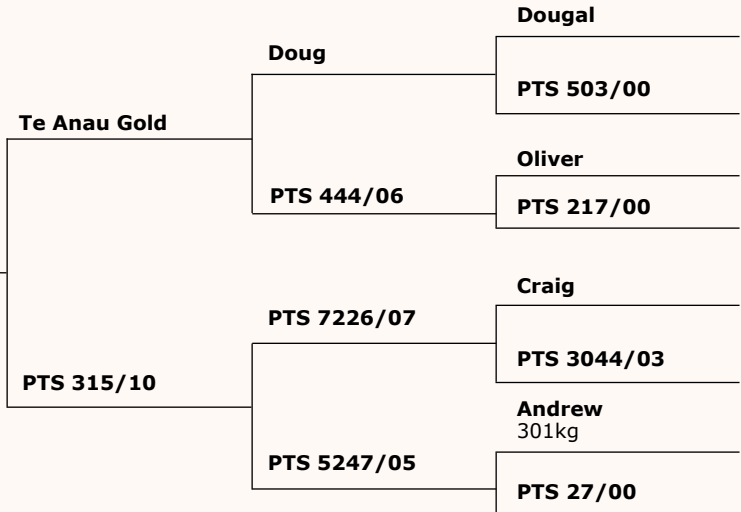 Dougal
Doug
PTS 503/00
Te Anau Gold
Oliver
PTS 444/06
PTS 217/00
Craig
PTS 7226/07
PTS 3044/03
PTS 315/10
Andrew
301kg
PTS 5247/05
PTS 27/00